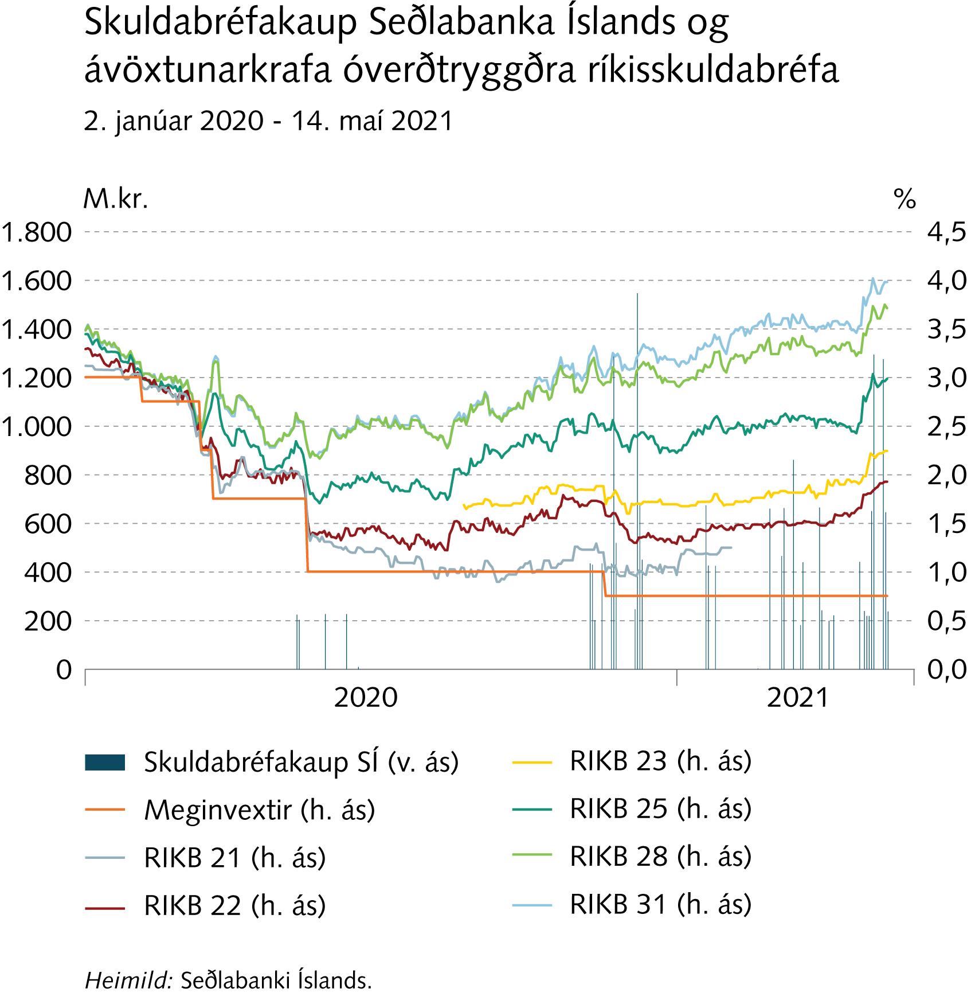 Skuldabréfakaup Seðlabanka Íslands og
ávöxtunarkrafa óverðtryggðra ríkisskuldabréfa
2. janúar 2020 - 14. maí 2021
M.kr. %
1.800 4,5
1.600 4,0
1.400 3,5
1.200 3,0
1.000 2,5
800 2,0
600 1,5
400 1,0
200 0,5
0 0,0
2020 2021
Skuldabréfakaup SÍ (v. ás)
Meginvextir (h. ás)
RIKB 21 (h. ás)
RIKB 22 (h. ás)
RIKB 23 (h. ás)
RIKB 25 (h. ás)
RIKB 28 (h. ás)
RIKB 31 (h. ás)
Heimild: Seðlabanki Íslands.